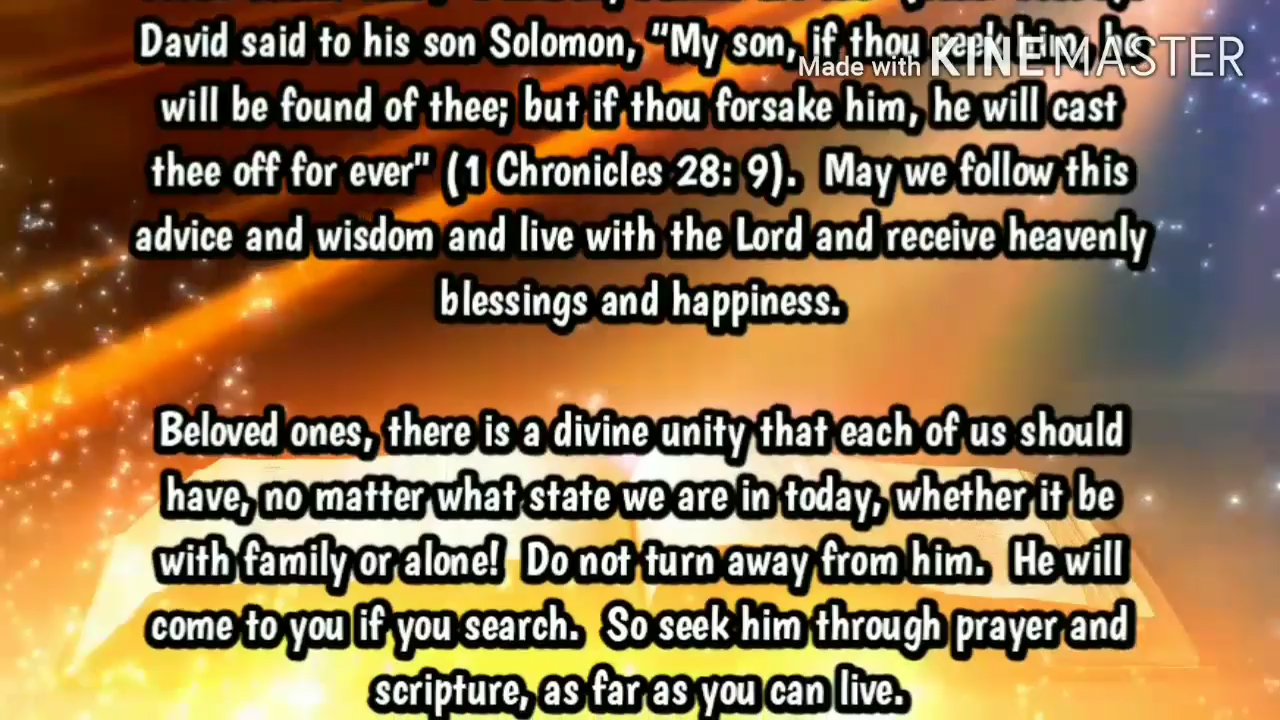 David said to his son Solomon, “My son, if thou seek him, he
Made with KINEMASTER
will be found of thee; but if thou forsake him, he will cast
thee off for ever" (1 Chronicles 28: 9).  May we follow this
advice and wisdom and live with the Lord and receive heavenly
blessings and happiness.
Beloved ones, there is a divine unity that each of us should
have, no matter what state we are in today, whether it be
with family or alone!  Do not turn away from him.  He will
come to you if you search.  So seek him through prayer and
scripture, as far as you can live.